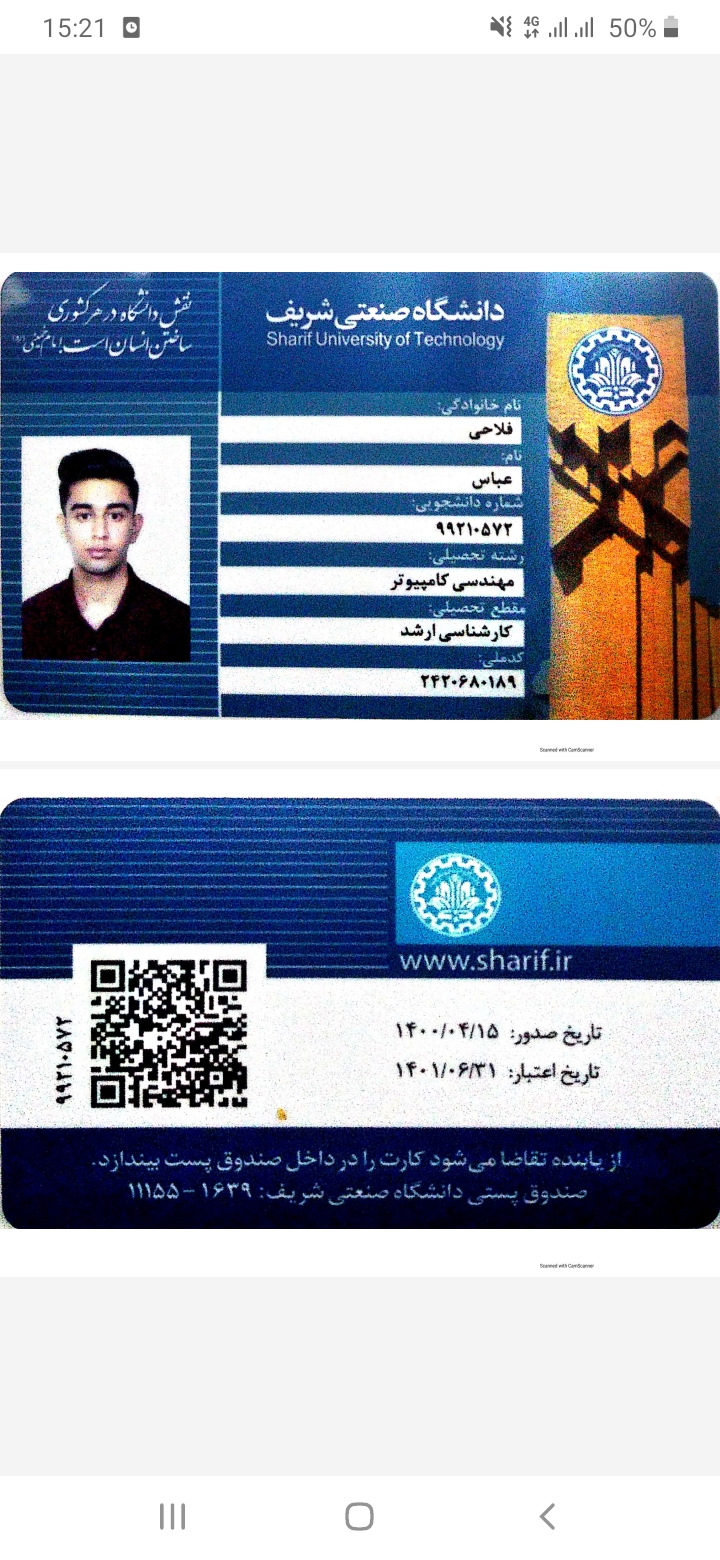 15:21
4G
50%
نقش دانشگاه در هر کشوری
ساختن انسان است امام خمینی (ره)
دانشگاه صنعتی شریف
Sharif University of Technology
نام خانوادگی:
فلاحی
نام:
عباس
شماره دانشجویی:
۹۹۲۱۰۵۷۲
رشته تحصیلی:
مهندسی کامپیوتر
مقطع تحصیلی:
کارشناسی ارشد
کدملی:
۲۴۲۰۶۸۰۱۸۹
Scanned with CamScanner
www.sharif.ir
۹۹۲۱۰۵۷۲
تاریخ صدور: ۱۴۰۰/۰۴/۱۵
تاریخ اعتبار: ۱۴۰۱/۰۶/۳۱
از یابنده تقاضا می شود کارت را در داخل صندوق پست بیندازد.
صندوق پستی دانشگاه صنعتی شریف: ۱۶۳۹ - ۱۱۱۵۵
Scanned with CamScanner